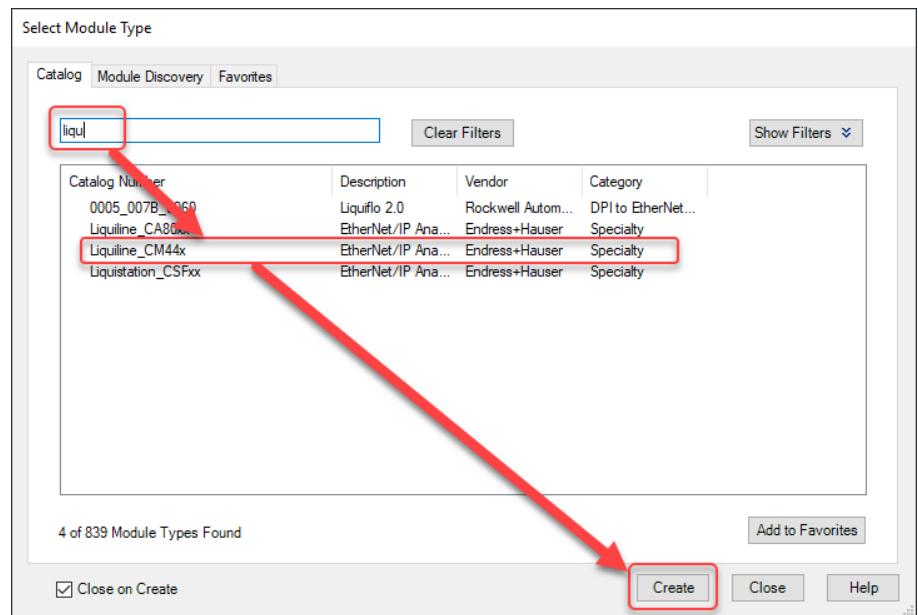 Select Module Type
Catalog Module Discovery Favorites
liqu Clear Filters Show Filters
Catalog Number Description Vendor Category
Liquiflo 2.0 Rockwell Autom... DPI to EtherNet...
Liquiline_CA80xx EtherNet/IP Ana... Endress+Hauser Specialty
Liquiline_CM44x EtherNet/IP Ana... Endress+Hauser Specialty
Liquistation_CSFxx EtherNet/IP Ana... Endress+Hauser Specialty
4 of 839 Module Types Found Add to Favorites
Close on Create Create Close Help